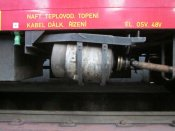 NAFT. TEPLOVOD. TOPENÍ
KABEL DÁLK. ŘÍZENÍ
EL. OSV. 48V